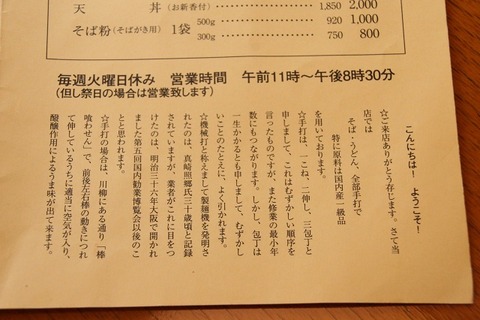 天　丼（お新香付） 1,850 2,000
そば粉（そばがき用）1袋 500g 920 1,000
300g 750 800
毎週火曜日休み　営業時間　午前11時～午後8時30分
（但し祭日の場合は営業致します）
こんにちは！　ようこそ！
☆ご来店ありがとう存じます。さて当
店では
そば・うどん、全部手打で
特に原料は国内産一級品
を用いております。
☆手打は、一こね、二伸し、三包丁と
申しまして、これはむずかしい順序を
言ったものですが、また修業の最小年
数にもつながります。しかし、包丁は
一生かかるとも申しまして、むずかし
いことのたとえに、よく引かれます。
☆機械打と称えまして製麺機を発明さ
れたのは、真崎照郷氏三十歳頃と記録
されていますが、業者がこれに目をつ
けたのは、明治三十六年大阪で開かれ
ました第五回国内勧業博覧会以後のこ
とと思われます。
☆手打の場合は、川柳にある通り「棒
喰わせん」で、前後左右棒の動きにつれ
て伸しているうちに適当に空気が入り、
醗酵作用によるうま味が出て来ます。